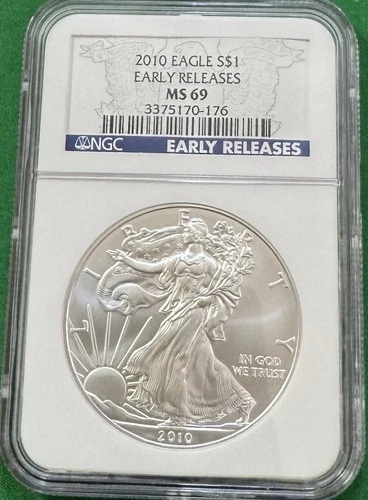 2010 EAGLE S$1
EARLY RELEASES
MS 69
3375170-176
NGC EARLY RELEASES
LIBERTY
IN GOD
WE TRUST
2010